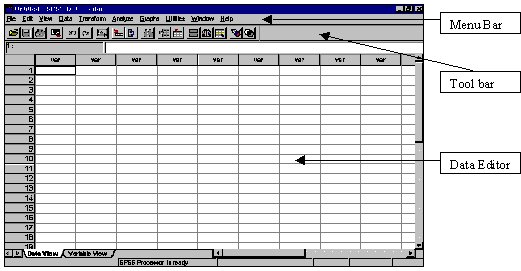 File Edit View Data Transform Analyze Graphs Utilities Window Help
Menu Bar
Tool bar
1:
var var var var var var var var var
1
2
3
4
5
6
7
8
9
10
Data Editor
11
12
13
14
15
16
17
18
19
Data View Variable View
SPSS Processor is ready